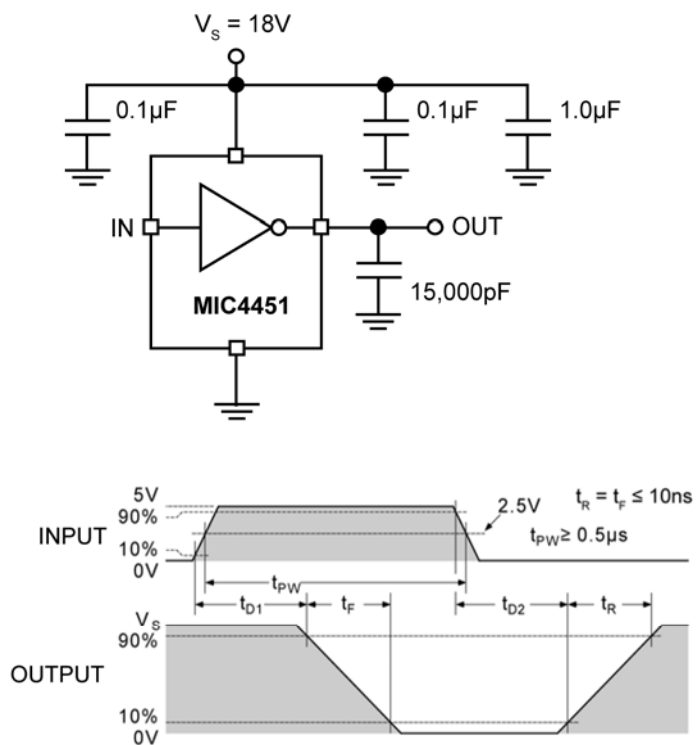 V_S = 18V
0.1µF
0.1µF
1.0µF
IN
OUT
15,000pF
MIC4451
INPUT
5V
90%
10%
0V
2.5V
t_R = t_F ≤ 10ns
t_PW ≥ 0.5µs
t_PW
t_D1
t_F
t_D2
t_R
OUTPUT
V_S
90%
10%
0V